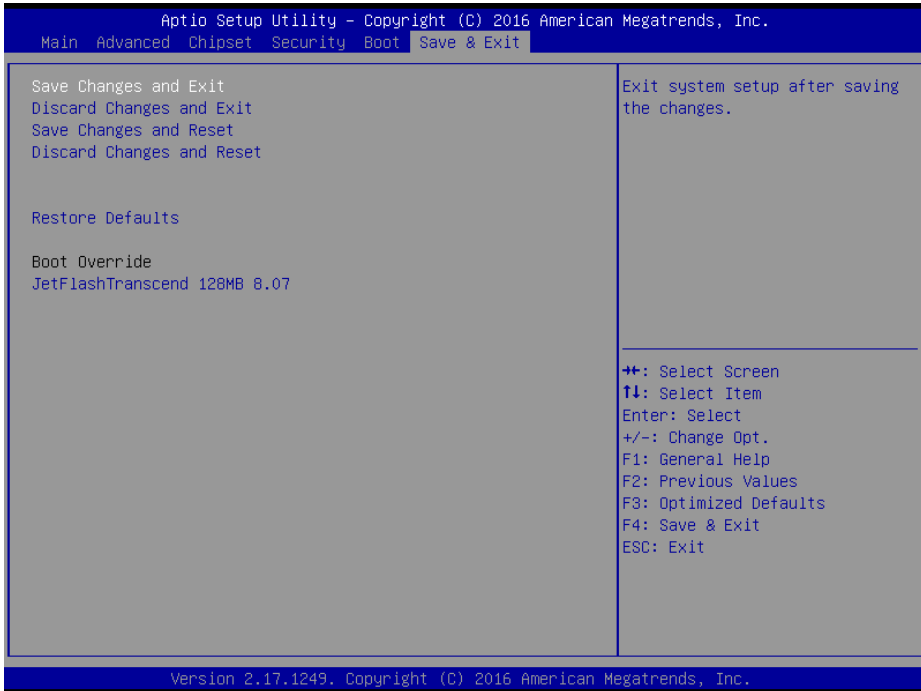 Aptio Setup Utility – Copyright (C) 2016 American Megatrends, Inc.
Main Advanced Chipset Security Boot Save & Exit
Save Changes and Exit
Discard Changes and Exit
Save Changes and Reset
Discard Changes and Reset
Restore Defaults
Boot Override
JetFlashTranscend 128MB 8.07
Exit system setup after saving
the changes.
→←: Select Screen
↑↓: Select Item
Enter: Select
+/-: Change Opt.
F1: General Help
F2: Previous Values
F3: Optimized Defaults
F4: Save & Exit
ESC: Exit
Version 2.17.1249. Copyright (C) 2016 American Megatrends, Inc.